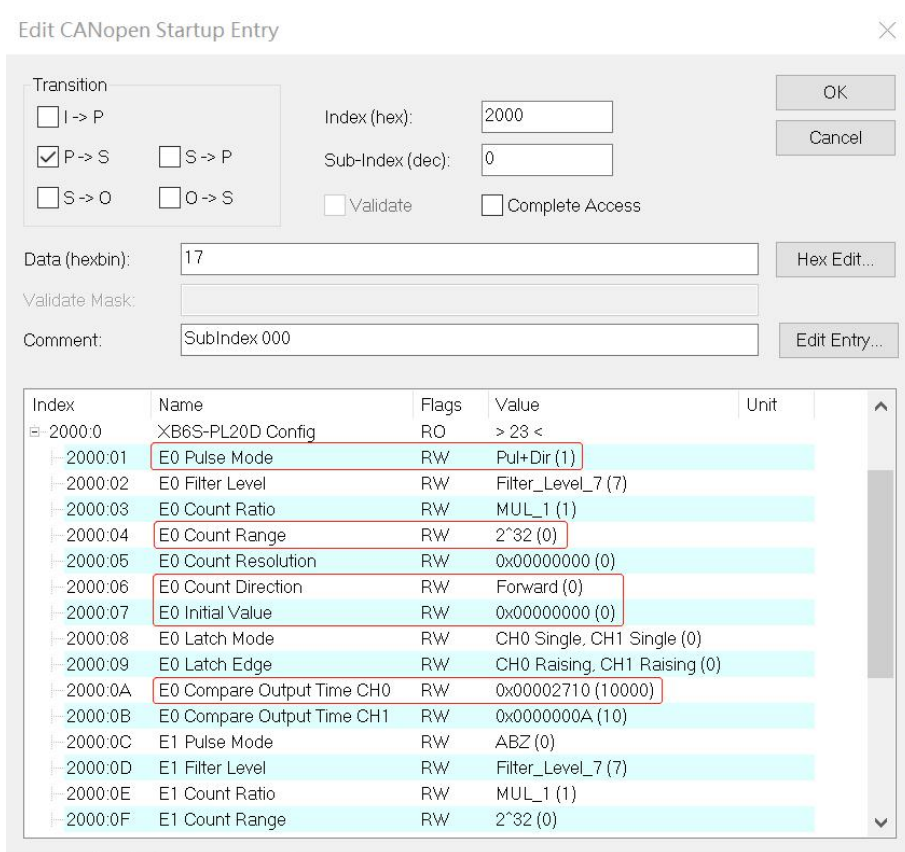 Edit CANopen Startup Entry
Transition
I -> P
P -> S
S -> P
S -> O
O -> S
Index (hex):
2000
Sub-Index (dec):
0
Validate
Complete Access
OK
Cancel
Data (hexbin):
17
Hex Edit...
Validate Mask:
Comment:
SubIndex 000
Edit Entry...
Index Name Flags Value Unit
2000:0 XB6S-PL20D Config RO > 23 <
2000:01 E0 Pulse Mode RW Pul+Dir (1)
2000:02 E0 Filter Level RW Filter_Level_7 (7)
2000:03 E0 Count Ratio RW MUL_1 (1)
2000:04 E0 Count Range RW 2^32 (0)
2000:05 E0 Count Resolution RW 0x00000000 (0)
2000:06 E0 Count Direction RW Forward (0)
2000:07 E0 Initial Value RW 0x00000000 (0)
2000:08 E0 Latch Mode RW CH0 Single, CH1 Single (0)
2000:09 E0 Latch Edge RW CH0 Raising, CH1 Raising (0)
2000:0A E0 Compare Output Time CH0 RW 0x00002710 (10000)
2000:0B E0 Compare Output Time CH1 RW 0x0000000A (10)
2000:0C E1 Pulse Mode RW ABZ (0)
2000:0D E1 Filter Level RW Filter_Level_7 (7)
2000:0E E1 Count Ratio RW MUL_1 (1)
2000:0F E1 Count Range RW 2^32 (0)